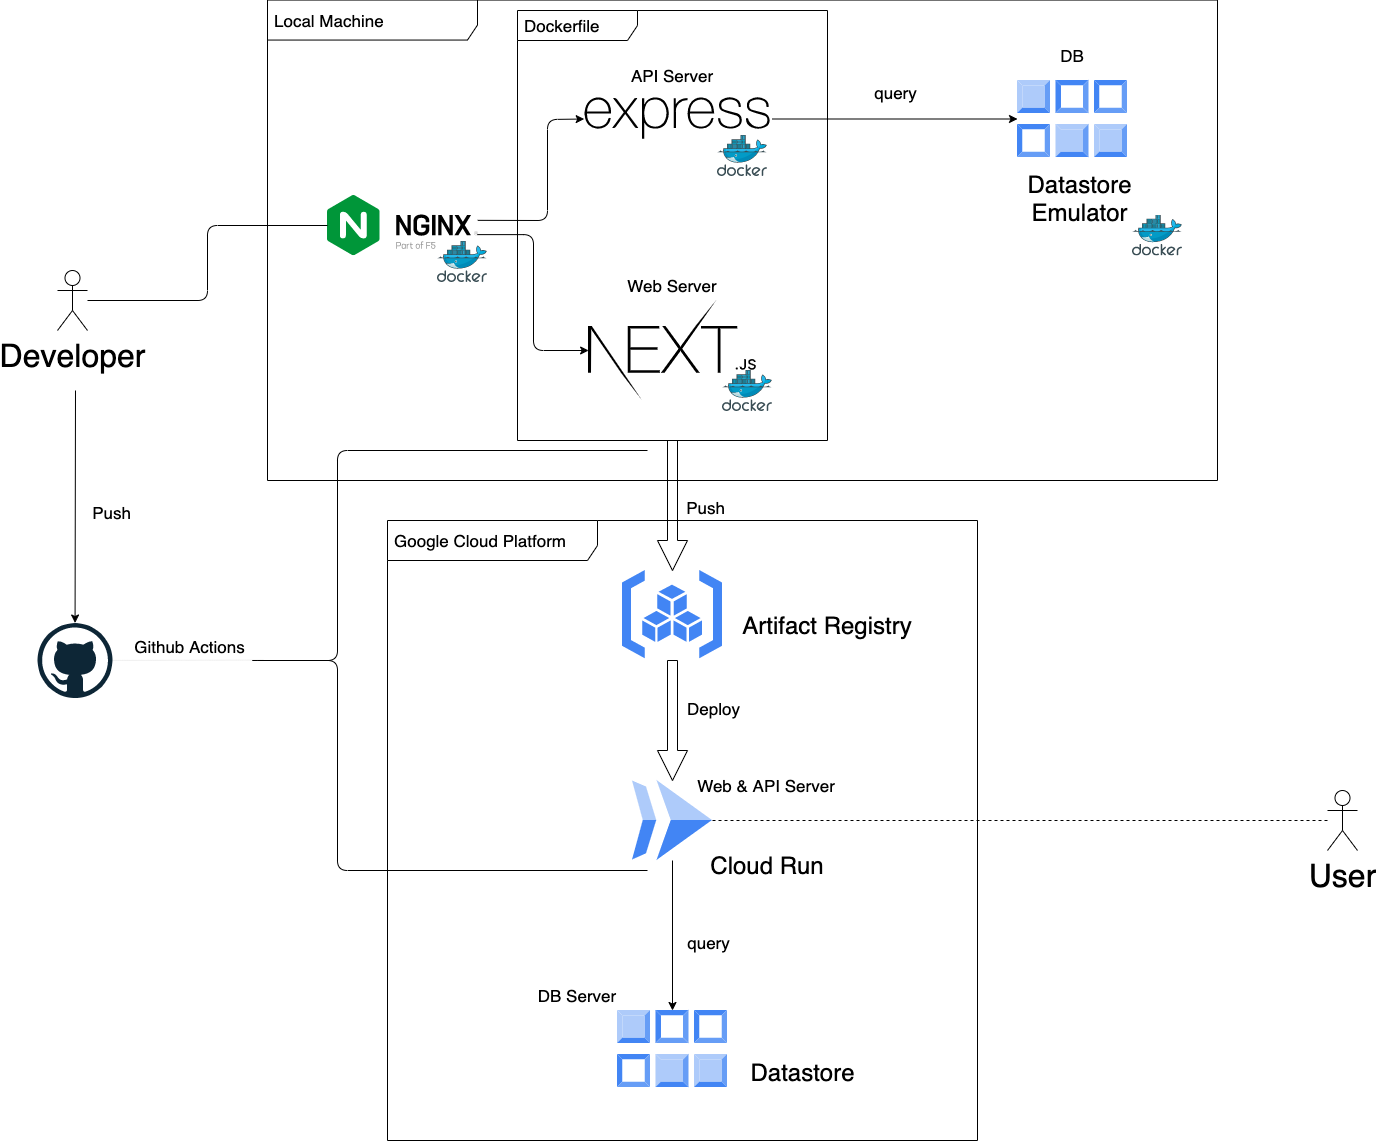 Local Machine
Dockerfile
API Server
express
docker
query
DB
Datastore
Emulator
docker
NGINX
Part of F5
docker
Web Server
NEXT
.JS
docker
Developer
Push
Push
Google Cloud Platform
Artifact Registry
Github Actions
Deploy
Web & API Server
Cloud Run
User
query
DB Server
Datastore